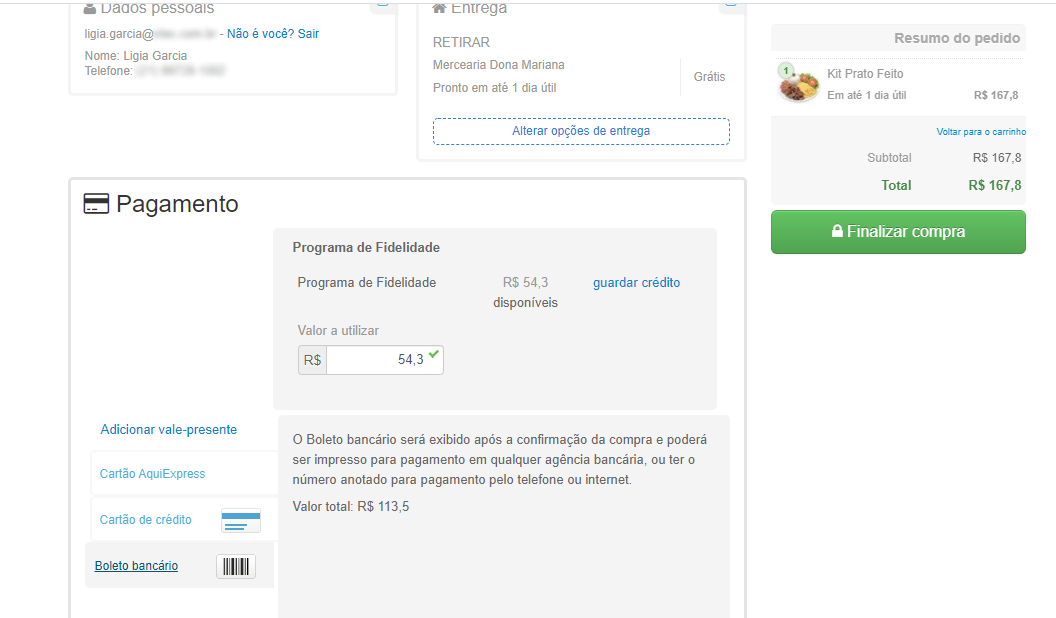 Dados pessoais
ligia.garcia@ - Não é você? Sair
Nome: Ligia Garcia
Telefone:
Entrega
RETIRAR
Mercearia Dona Mariana
Pronto em até 1 dia útil
Grátis
Alterar opções de entrega
Resumo do pedido
1
Kit Prato Feito
Em até 1 dia útil R$ 167,8
Voltar para o carrinho
Subtotal R$ 167,8
Total R$ 167,8
Finalizar compra
Pagamento
Programa de Fidelidade
Programa de Fidelidade R$ 54,3 guardar crédito
disponíveis
Valor a utilizar
R$ 54,3
Adicionar vale-presente
Cartão AquiExpress
Cartão de crédito
Boleto bancário
O Boleto bancário será exibido após a confirmação da compra e poderá
ser impresso para pagamento em qualquer agência bancária, ou ter o
número anotado para pagamento pelo telefone ou internet.
Valor total: R$ 113,5